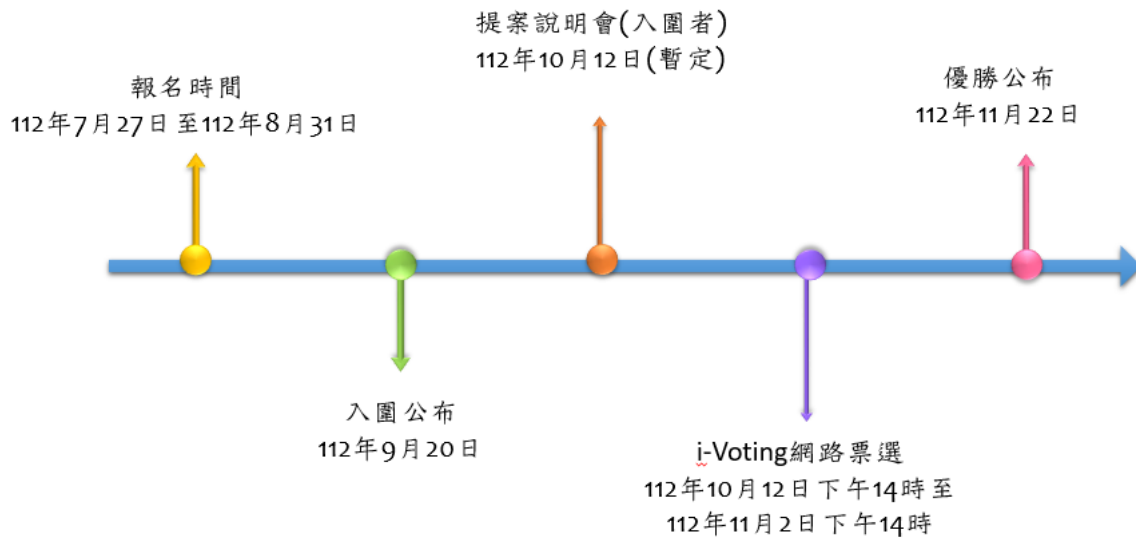 報名時間
112年7月27日至112年8月31日
入圍公布
112年9月20日
提案說明會(入圍者)
112年10月12日(暫定)
i-Voting網路票選
112年10月12日下午14時至
112年11月2日下午14時
優勝公布
112年11月22日